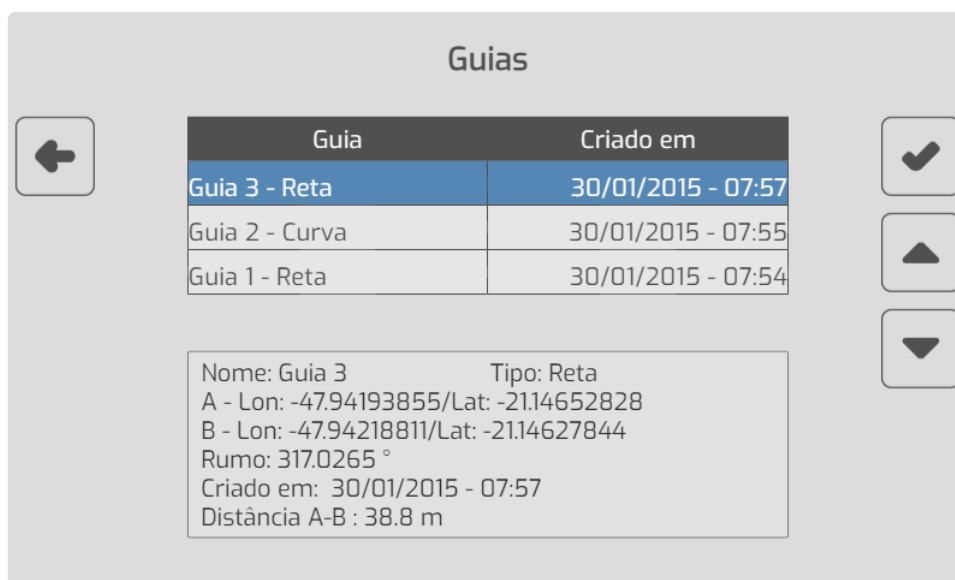 Guias
Guia Criado em
Guia 3 - Reta 30/01/2015 - 07:57
Guia 2 - Curva 30/01/2015 - 07:55
Guia 1 - Reta 30/01/2015 - 07:54
Nome: Guia 3 Tipo: Reta
A - Lon: -47.94193855/Lat: -21.14652828
B - Lon: -47.94218811/Lat: -21.14627844
Rumo: 317.0265 °
Criado em: 30/01/2015 - 07:57
Distância A-B : 38.8 m